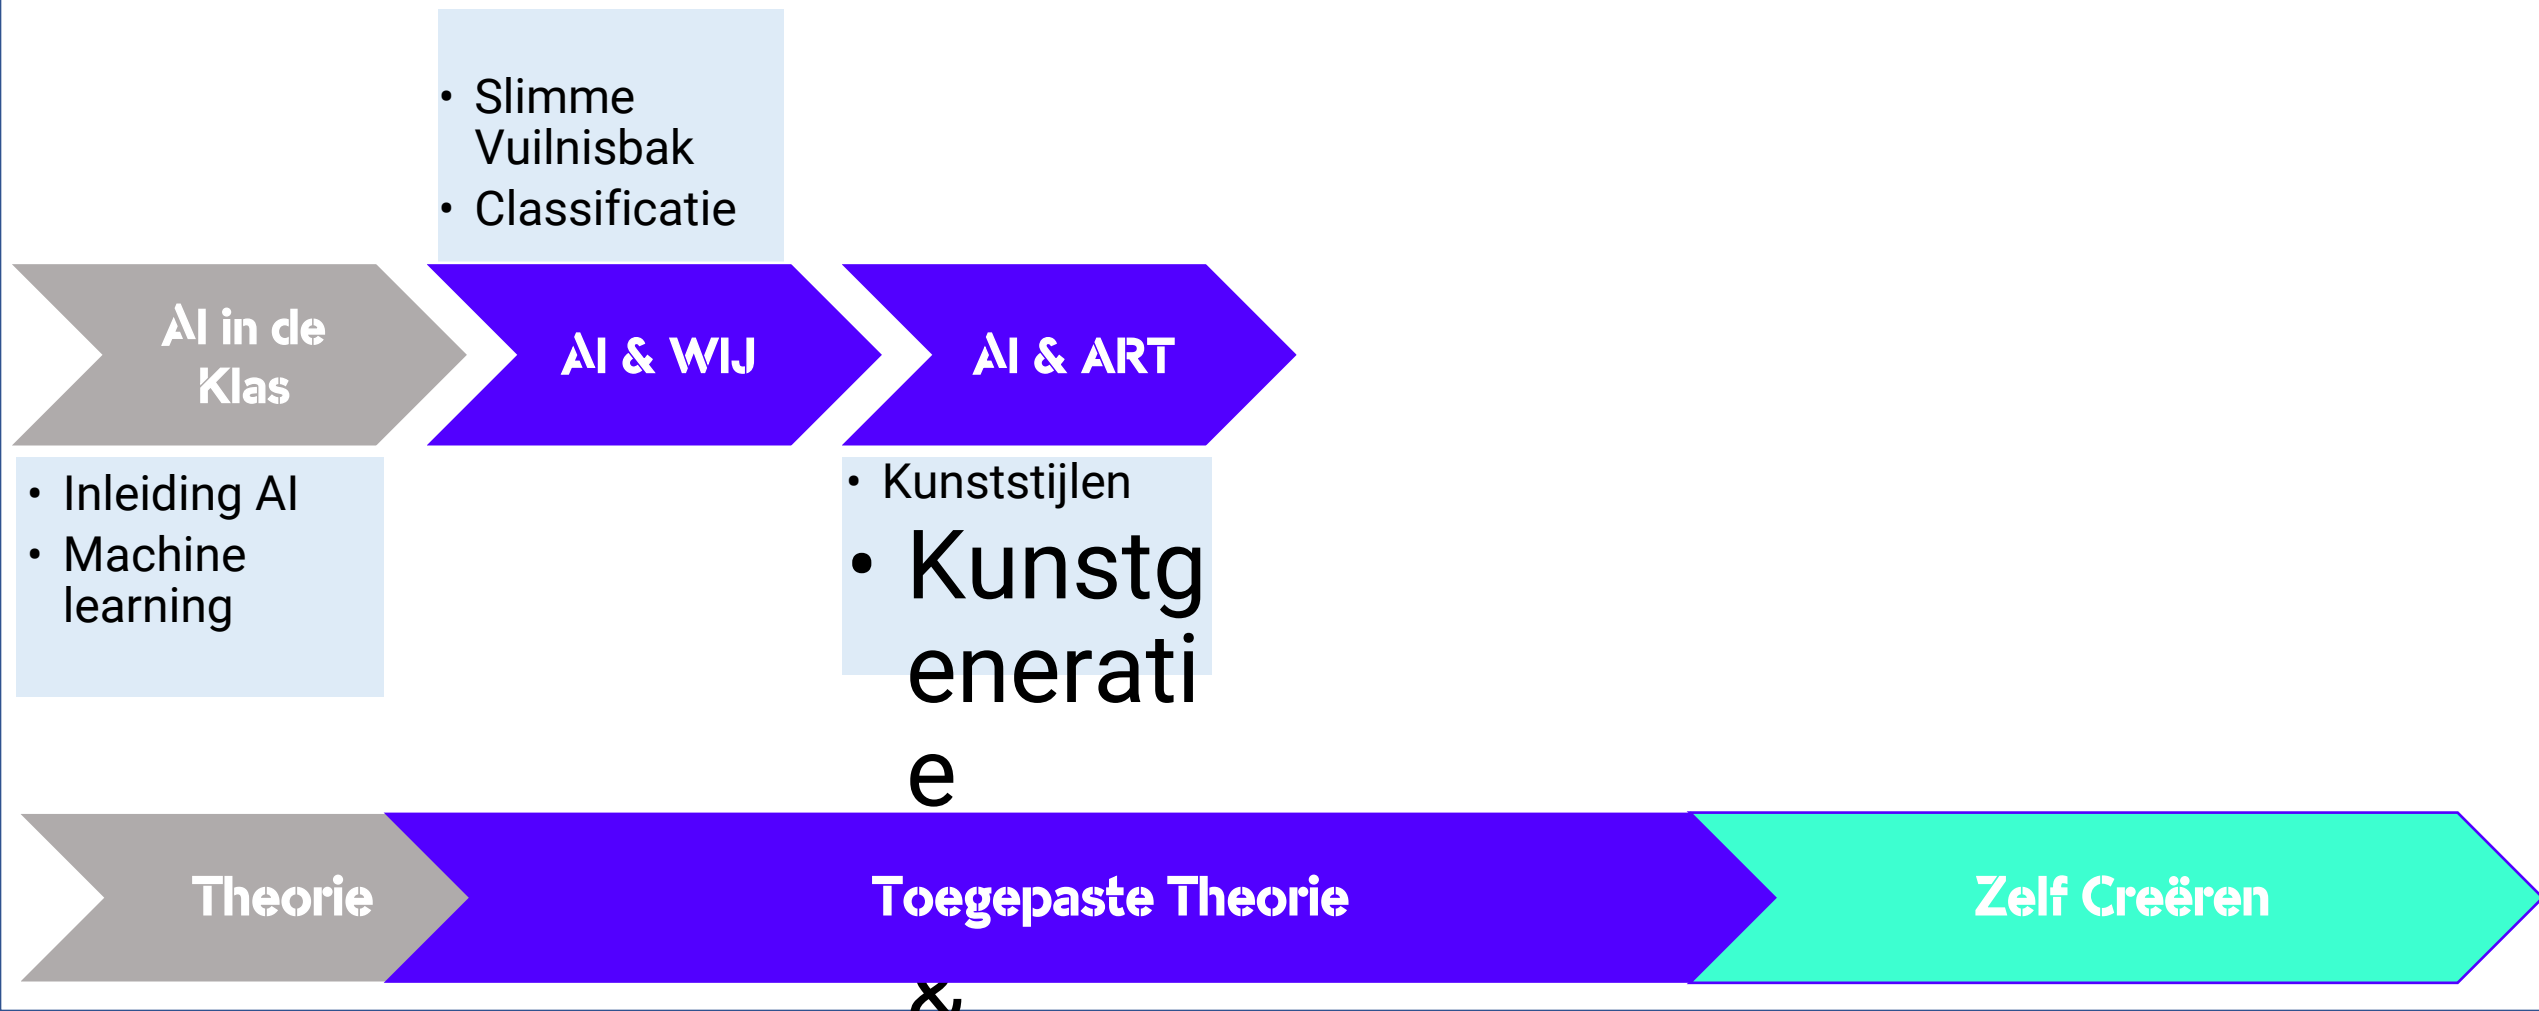 • Slimme
Vuilnisbak
• Classificatie
AI in de
Klas
AI & WIJ
AI & ART
• Inleiding AI
• Machine
learning
• Kunststijlen
• Kunstg
enerati
e
&
Theorie
Toegepaste Theorie
Zelf Creëren